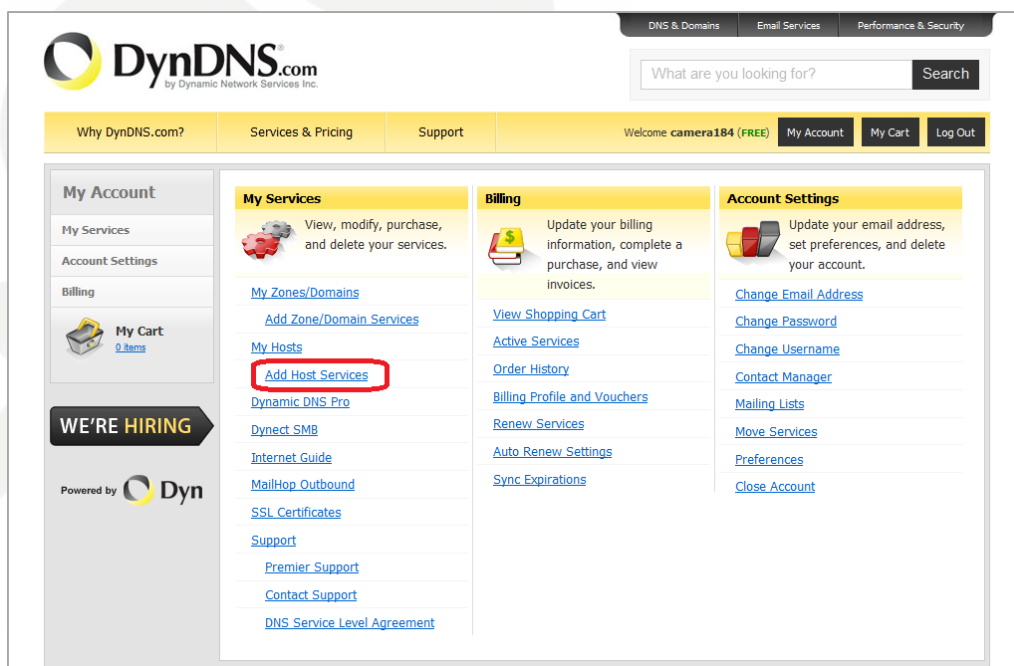 DNS & Domains Email Services Performance & Security
DynDNS.com
by Dynamic Network Services Inc.
What are you looking for? Search
Why DynDNS.com? Services & Pricing Support Welcome camera184 (FREE) My Account My Cart Log Out
My Account
My Services
Account Settings
Billing
My Cart
0 items
WE'RE HIRING
Powered by Dyn
My Services
View, modify, purchase,
and delete your services.
My Zones/Domains
Add Zone/Domain Services
My Hosts
Add Host Services
Dynamic DNS Pro
Dynect SMB
Internet Guide
MailHop Outbound
SSL Certificates
Support
Premier Support
Contact Support
DNS Service Level Agreement
Billing
Update your billing
information, complete a
purchase, and view
invoices.
View Shopping Cart
Active Services
Order History
Billing Profile and Vouchers
Renew Services
Auto Renew Settings
Sync Expirations
Account Settings
Update your email address,
set preferences, and delete
your account.
Change Email Address
Change Password
Change Username
Contact Manager
Mailing Lists
Move Services
Preferences
Close Account